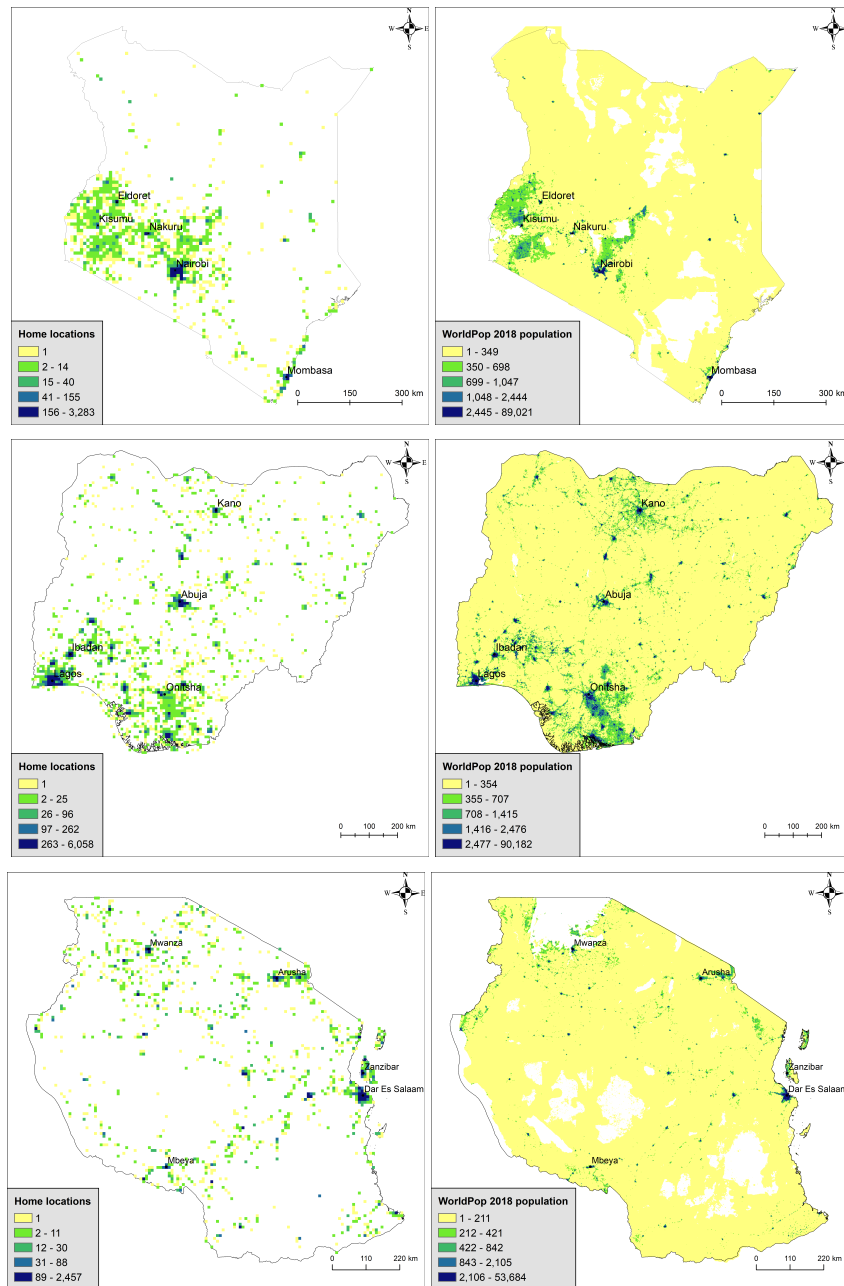 N
W E
S
Eldoret
Kisumu
Nakuru
Nairobi
Mombasa
Home locations
1
2 - 14
15 - 40
41 - 155
156 - 3,283
0 150 300 km
N
W E
S
Eldoret
Kisumu
Nakuru
Nairobi
Mombasa
WorldPop 2018 population
1 - 349
350 - 698
699 - 1,047
1,048 - 2,444
2,445 - 89,021
0 150 300 km
N
W E
S
Kano
Abuja
Ibadan
Lagos
Onitsha
Home locations
1
2 - 25
26 - 96
97 - 262
263 - 6,058
0 100 200 km
N
W E
S
Kano
Abuja
Ibadan
Lagos
Onitsha
WorldPop 2018 population
1 - 354
355 - 707
708 - 1,415
1,416 - 2,476
2,477 - 90,182
0 100 200 km
N
W E
S
Mwanza
Arusha
Zanzibar
Dar Es Salaam
Mbeya
Home locations
1
2 - 11
12 - 30
31 - 88
89 - 2,457
0 110 220 km
N
W E
S
Mwanza
Arusha
Zanzibar
Dar Es Salaam
Mbeya
WorldPop 2018 population
1 - 211
212 - 421
422 - 842
843 - 2,105
2,106 - 53,684
0 110 220 km